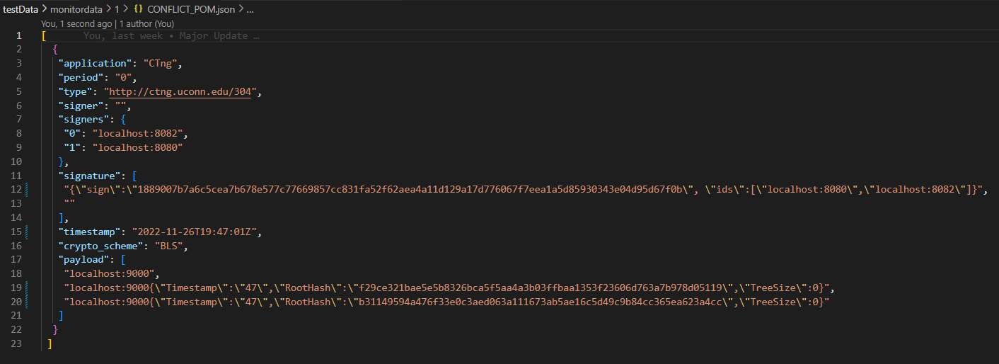 testData > monitordata > 1 > {} CONFLICT_POM.json > ...
You, 1 second ago | 1 author (You)
1 [ You, last week • Major Update …
2 {
3 "application": "CTng",
4 "period": "0",
5 "type": "http://ctng.uconn.edu/304",
6 "signer": "",
7 "signers": {
8 "0": "localhost:8082",
9 "1": "localhost:8080"
10 },
11 "signature": [
12 "{\"sign\":\"1889007b7a6c5cea7b678e577c77669857cc831fa52f62aea4a11d129a17d776067f7eea1a5d85930343e04d95d67f0b\", \"ids\":[\"localhost:8080\",\"localhost:8082\"]}",
13 ""
14 ],
15 "timestamp": "2022-11-26T19:47:01Z",
16 "crypto_scheme": "BLS",
17 "payload": [
18 "localhost:9000",
19 "localhost:9000{\"Timestamp\":\"47\",\"RootHash\":\"f29ce321bae5e5b8326bca5f5aa4a3b03ffbaa1353f23606d763a7b978d05119\",\"TreeSize\":0}",
20 "localhost:9000{\"Timestamp\":\"47\",\"RootHash\":\"b31149594a476f33e0c3aed063a111673ab5ae16c5d49c9b84cc365ea623a4cc\",\"TreeSize\":0}"
21 ]
22 }
23 ]